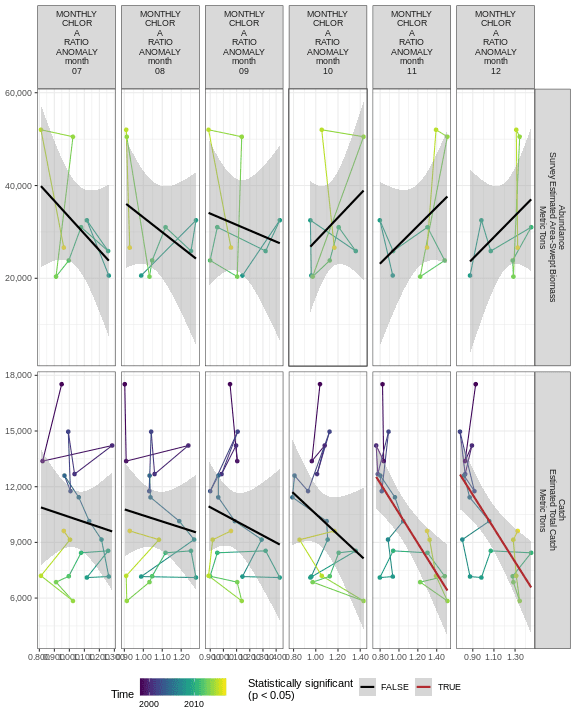 MONTHLY
CHLOR
A
RATIO
ANOMALY
month
07
MONTHLY
CHLOR
A
RATIO
ANOMALY
month
08
MONTHLY
CHLOR
A
RATIO
ANOMALY
month
09
MONTHLY
CHLOR
A
RATIO
ANOMALY
month
10
MONTHLY
CHLOR
A
RATIO
ANOMALY
month
11
MONTHLY
CHLOR
A
RATIO
ANOMALY
month
12
60,000
40,000
20,000
Abundance
Survey Estimated Area-Swept Biomass
Metric Tons
18,000
15,000
12,000
9,000
6,000
Catch
Estimated Total Catch
Metric Tons
1.00 1.20
0.80 1.00 1.20 1.40
0.80 1.00 1.20 1.40
0.90 1.10 1.30
Time
2000 2010
Statistically significant
(p < 0.05)
FALSE
TRUE